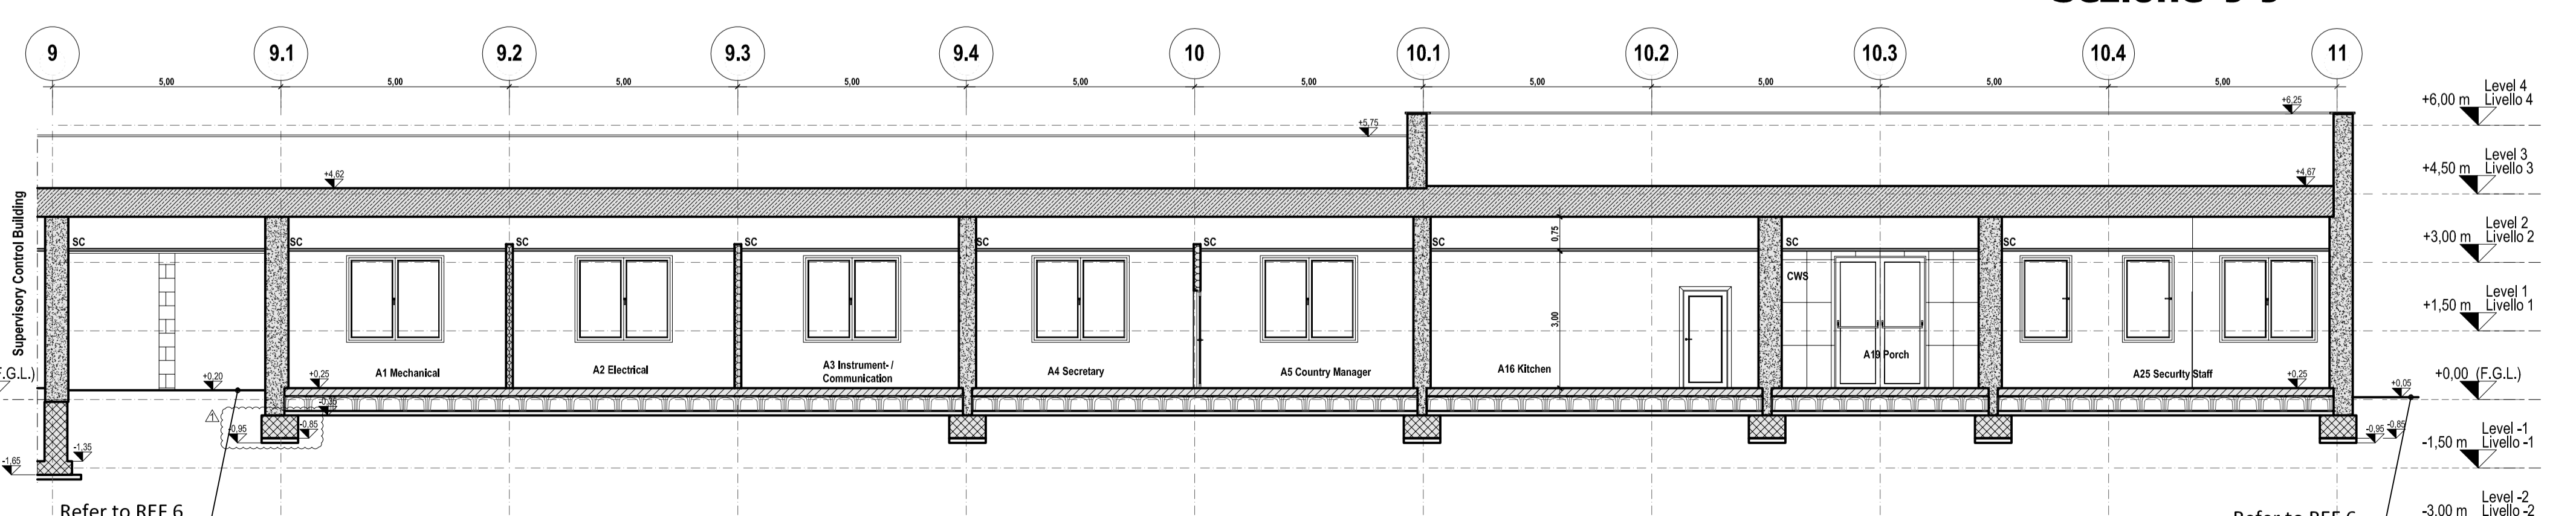 9 9.1 9.2 9.3 9.4 10 10.1 10.2 10.3 10.4 11
5,00 5,00 5,00 5,00 5,00 5,00 5,00 5,00 5,00 5,00
Level 4
+6,00 m Livello 4
+6,25
+5,75
Level 3
+4,50 m Livello 3
+4,62
+4,67
Supervisory Control Building
Level 2
+3,00 m Livello 2
SC SC SC SC SC SC SC SC SC
0,75
CWS
Level 1
+1,50 m Livello 1
3,00
A1 Mechanical
A2 Electrical
A3 Instrument- /
Communication
A4 Secretary
A5 Country Manager
A16 Kitchen
A19 Porch
A25 Security Staff
F.G.L.)
+0,20
+0,25
+0,25
+0,05
+0,00 (F.G.L.)
1
-0,95
-0,85
-0,95
-0,85
Level -1
-1,50 m Livello -1
-1,35
-1,65
Refer to REF 6
Refer to REF 6
Level -2
-3,00 m Livello -2